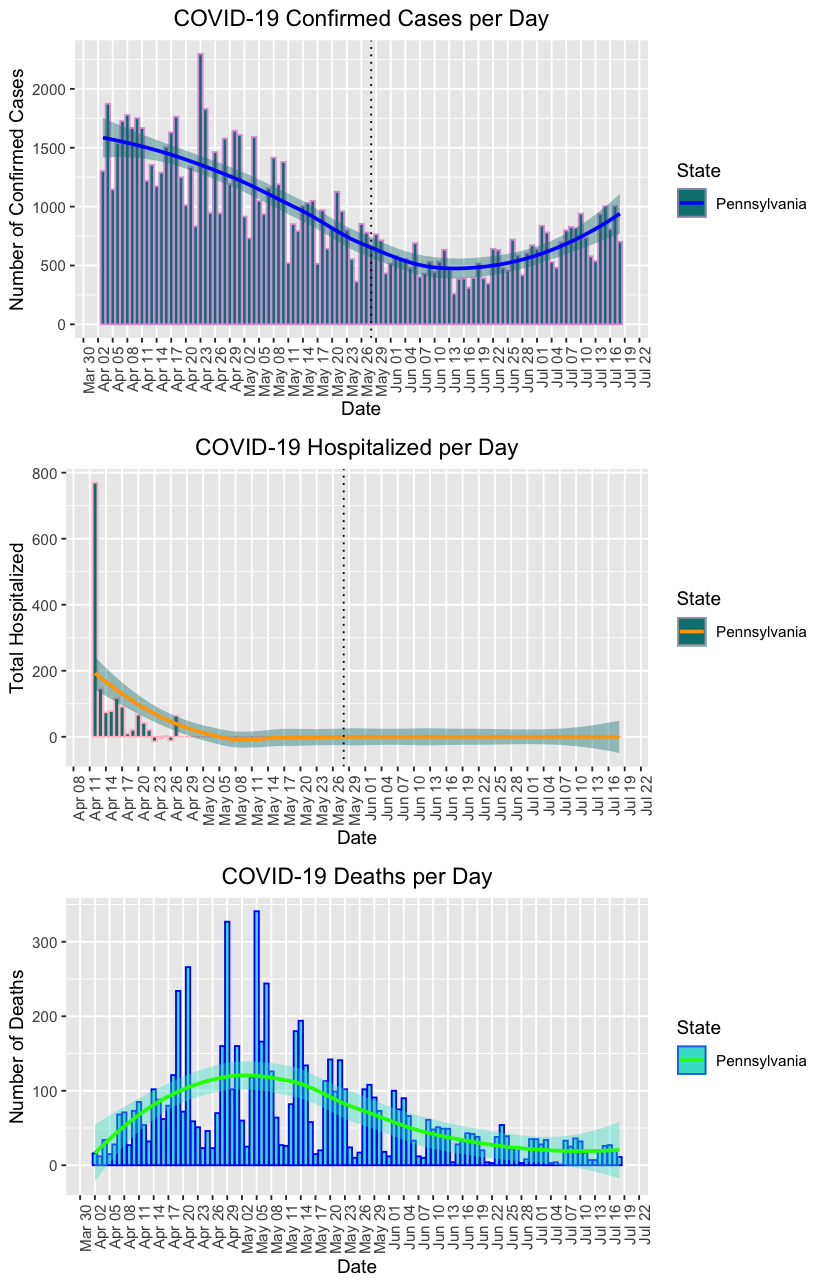 COVID-19 Confirmed Cases per Day
Number of Confirmed Cases
2000
1500
1000
500
0
Mar 30
Apr 02
Apr 05
Apr 08
Apr 11
Apr 14
Apr 17
Apr 20
Apr 23
Apr 26
Apr 29
May 02
May 05
May 08
May 11
May 14
May 17
May 20
May 23
May 26
May 29
Jun 01
Jun 04
Jun 07
Jun 10
Jun 13
Jun 16
Jun 19
Jun 22
Jun 25
Jun 28
Jul 01
Jul 04
Jul 07
Jul 10
Jul 13
Jul 16
Jul 19
Jul 22
Date
State
Pennsylvania
COVID-19 Hospitalized per Day
Total Hospitalized
800
600
400
200
0
Apr 08
Apr 11
Apr 14
Apr 17
Apr 20
Apr 23
Apr 26
Apr 29
May 02
May 05
May 08
May 11
May 14
May 17
May 20
May 23
May 26
May 29
Jun 01
Jun 04
Jun 07
Jun 10
Jun 13
Jun 16
Jun 19
Jun 22
Jun 25
Jun 28
Jul 01
Jul 04
Jul 07
Jul 10
Jul 13
Jul 16
Jul 19
Jul 22
Date
State
Pennsylvania
COVID-19 Deaths per Day
Number of Deaths
300
200
100
0
Mar 30
Apr 02
Apr 05
Apr 08
Apr 11
Apr 14
Apr 17
Apr 20
Apr 23
Apr 26
Apr 29
May 02
May 05
May 08
May 11
May 14
May 17
May 20
May 23
May 26
May 29
Jun 01
Jun 04
Jun 07
Jun 10
Jun 13
Jun 16
Jun 19
Jun 22
Jun 25
Jun 28
Jul 01
Jul 04
Jul 07
Jul 10
Jul 13
Jul 16
Jul 19
Jul 22
Date
State
Pennsylvania